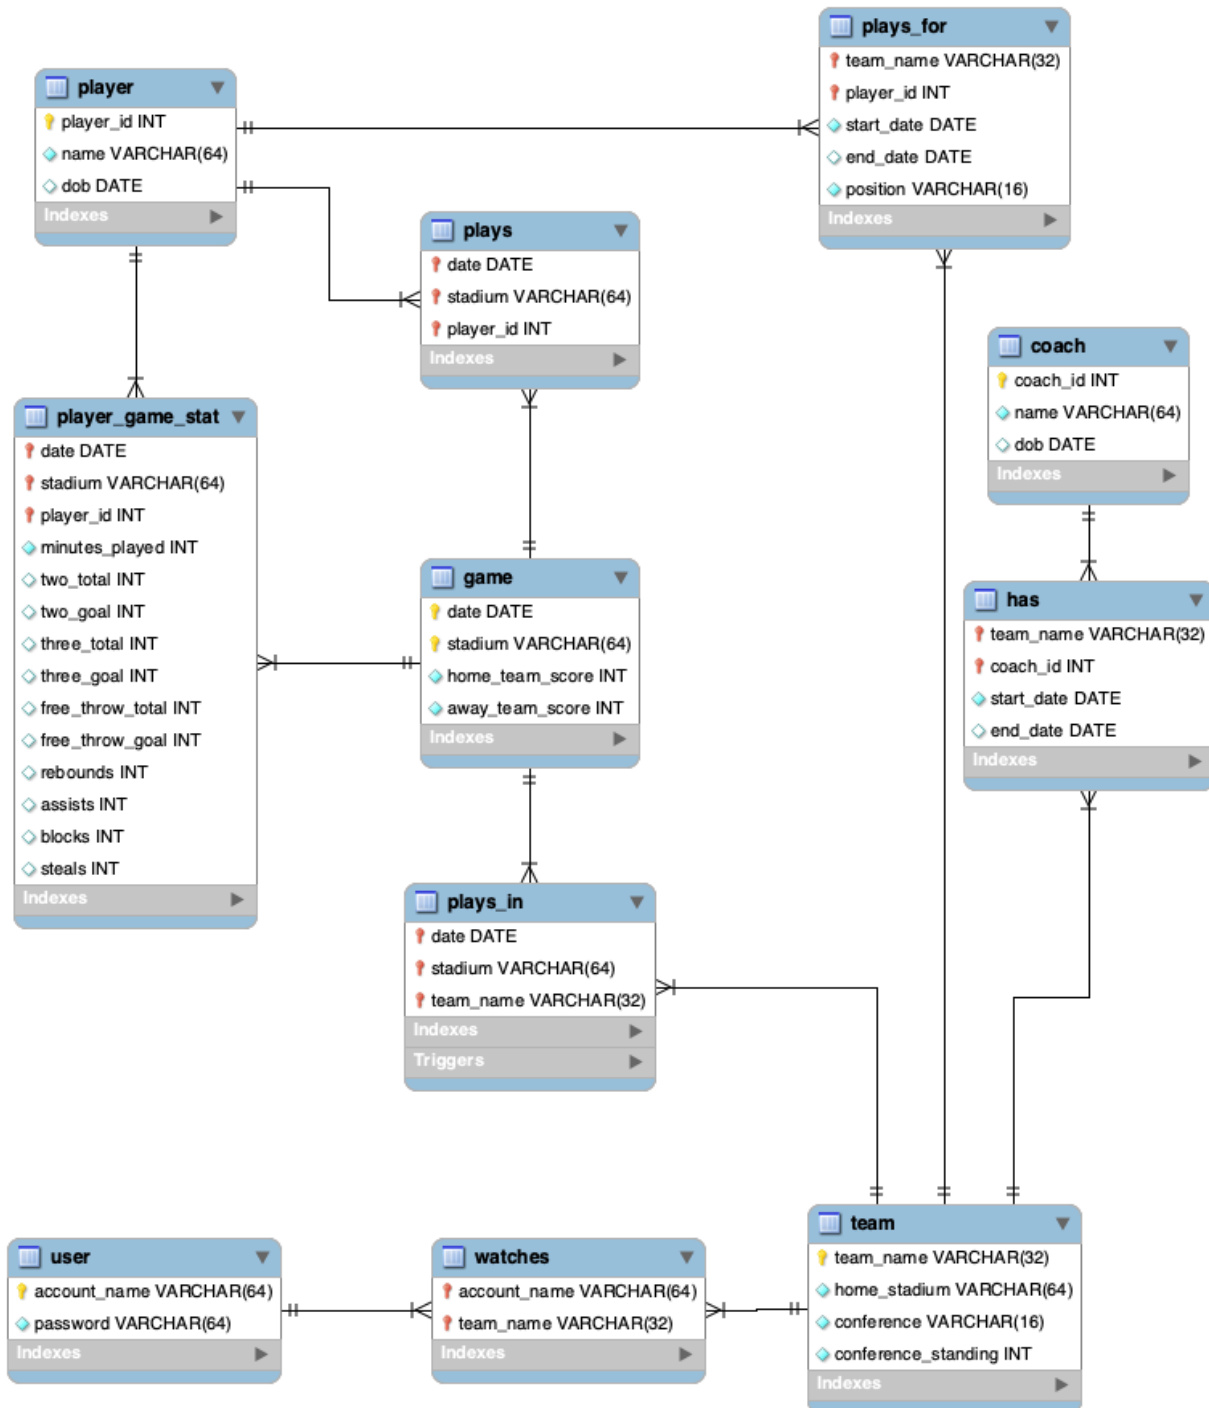 player
player_id INT
name VARCHAR(64)
dob DATE
Indexes
plays_for
team_name VARCHAR(32)
player_id INT
start_date DATE
end_date DATE
position VARCHAR(16)
Indexes
plays
date DATE
stadium VARCHAR(64)
player_id INT
Indexes
coach
coach_id INT
name VARCHAR(64)
dob DATE
Indexes
player_game_stat
date DATE
stadium VARCHAR(64)
player_id INT
minutes_played INT
two_total INT
two_goal INT
three_total INT
three_goal INT
free_throw_total INT
free_throw_goal INT
rebounds INT
assists INT
blocks INT
steals INT
Indexes
game
date DATE
stadium VARCHAR(64)
home_team_score INT
away_team_score INT
Indexes
has
team_name VARCHAR(32)
coach_id INT
start_date DATE
end_date DATE
Indexes
plays_in
date DATE
stadium VARCHAR(64)
team_name VARCHAR(32)
Indexes
Triggers
user
account_name VARCHAR(64)
password VARCHAR(64)
Indexes
watches
account_name VARCHAR(64)
team_name VARCHAR(32)
Indexes
team
team_name VARCHAR(32)
home_stadium VARCHAR(64)
conference VARCHAR(16)
conference_standing INT
Indexes